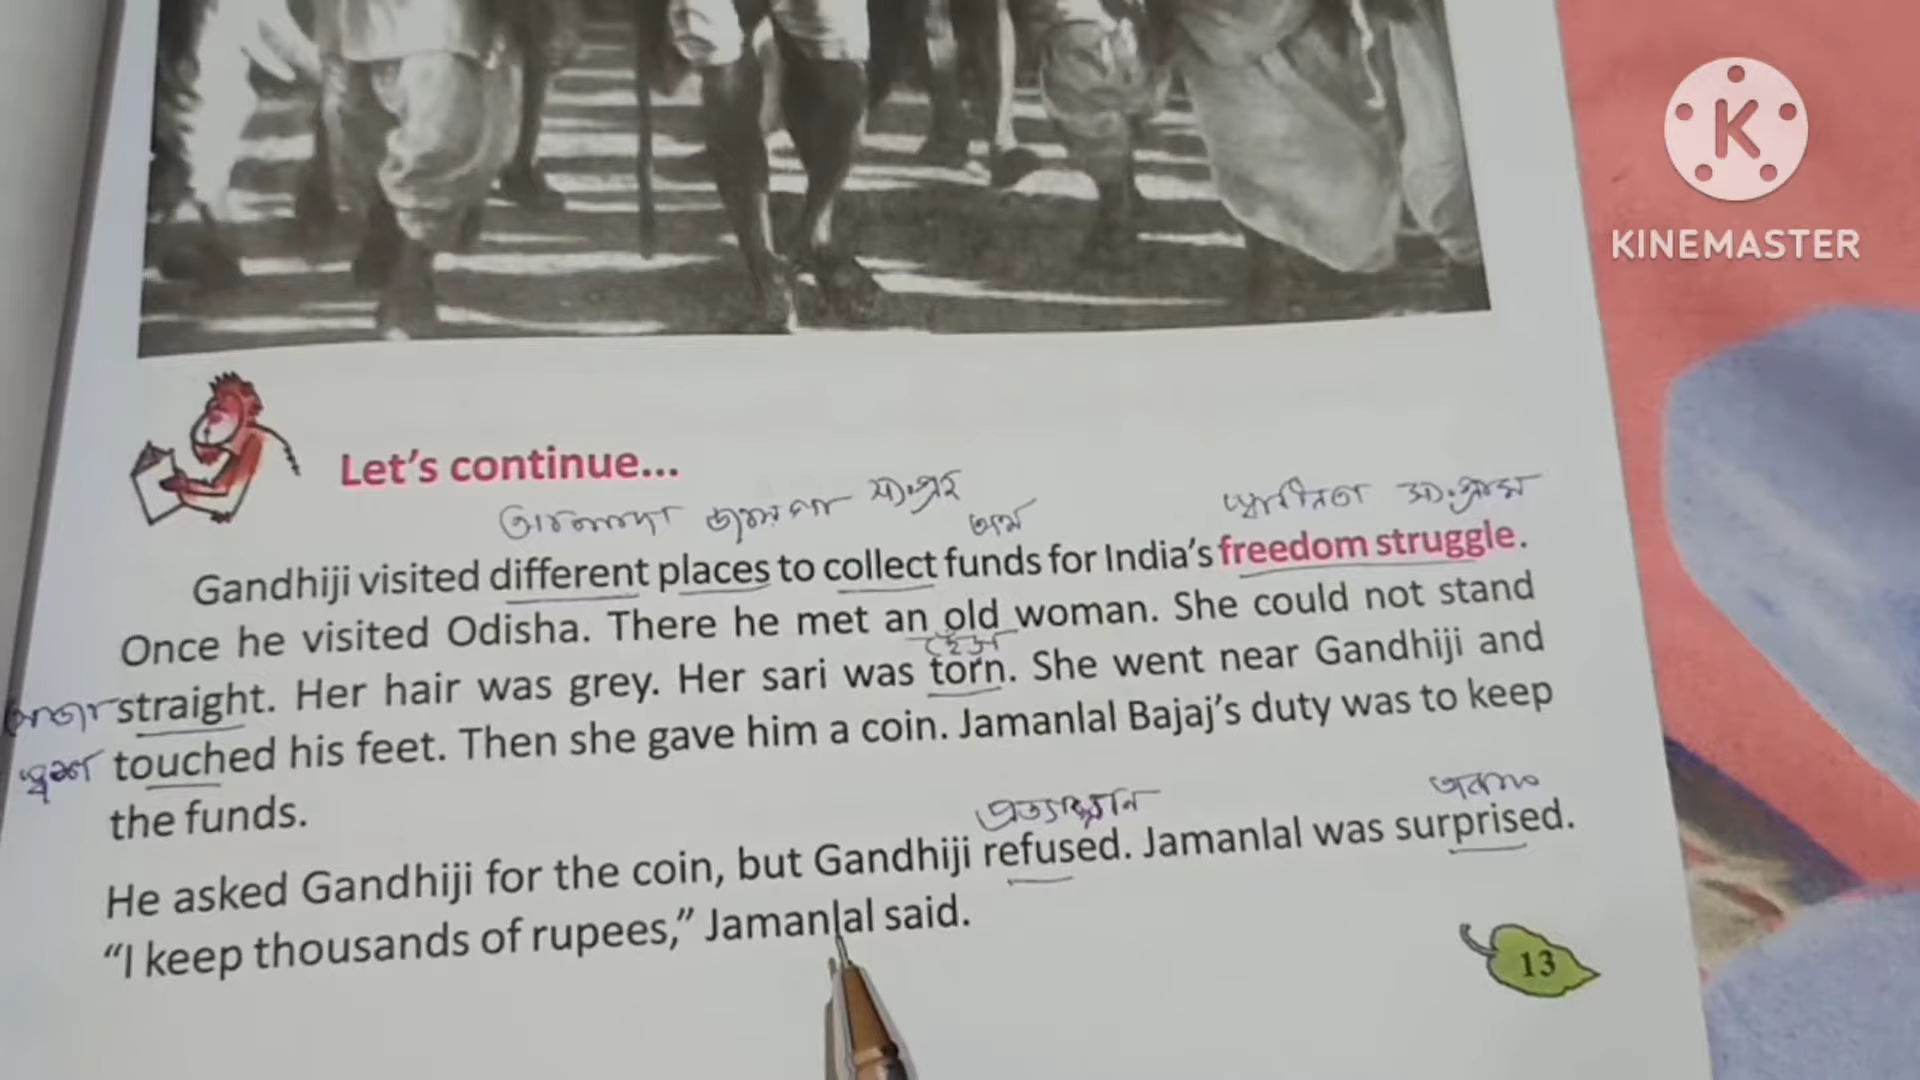 KINEMASTER
Let's continue...
সংগ্রহ
Gandhiji visited different places to collect funds for India's freedom struggle.
Once he visited Odisha. There he met an old woman. She could not stand
straight. Her hair was grey. Her sari was torn. She went near Gandhiji and
touched his feet. Then she gave him a coin. Jamanlal Bajaj's duty was to keep
the funds.
He asked Gandhiji for the coin, but Gandhiji refused. Jamanlal was surprised.
“I keep thousands of rupees,” Jamanlal said.
13